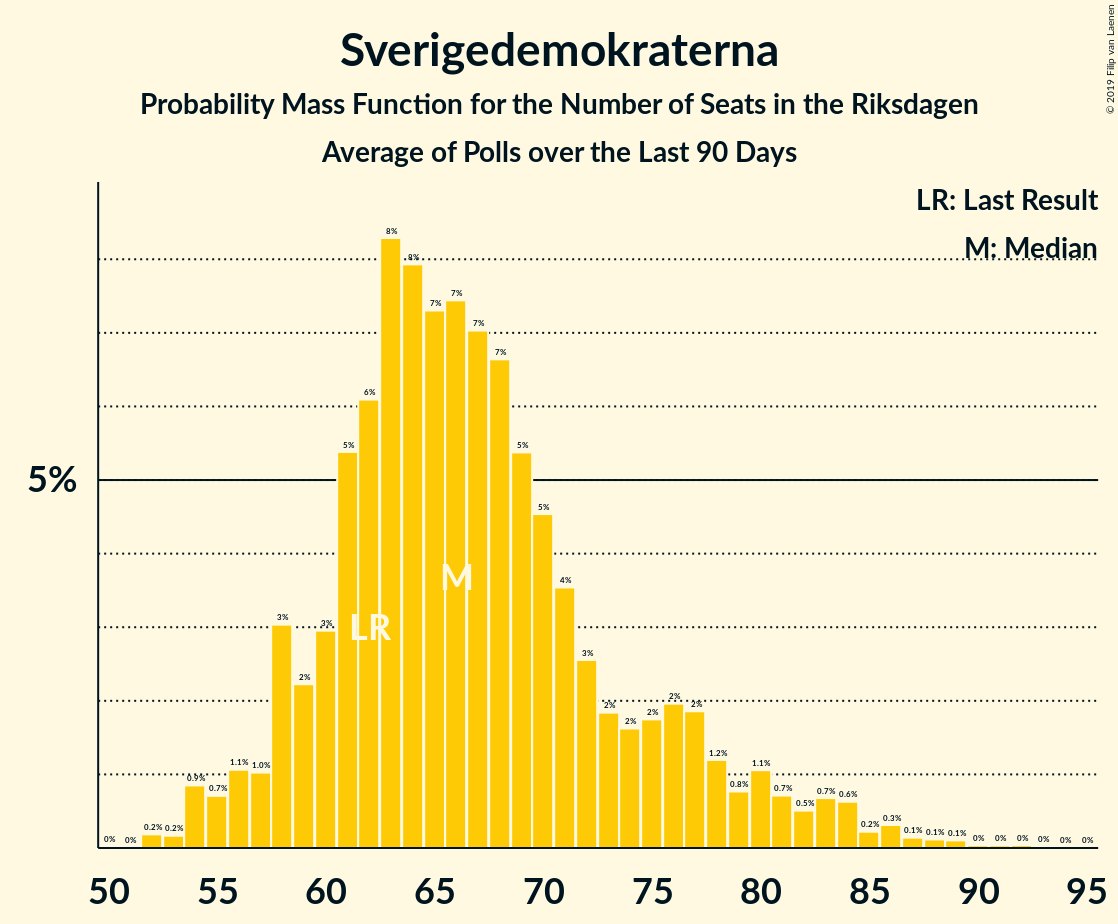 Sverigedemokraterna
Probability Mass Function for the Number of Seats in the Riksdagen
Average of Polls over the Last 90 Days
© 2019 Filip van Laenen
LR: Last Result
M: Median
5%
0% 0% 0.2% 0.2% 0.9% 0.7% 1.1% 1.0% 3% 2% 3% 5% 6% 8% 8% 7% 7% 7% 7% 5% 5% 4% 3% 2% 2% 2% 2% 2% 1.2% 0.8% 1.1% 0.7% 0.5% 0.7% 0.6% 0.2% 0.3% 0.1% 0.1% 0.1% 0% 0% 0% 0% 0% 0%
M
LR
50 55 60 65 70 75 80 85 90 95